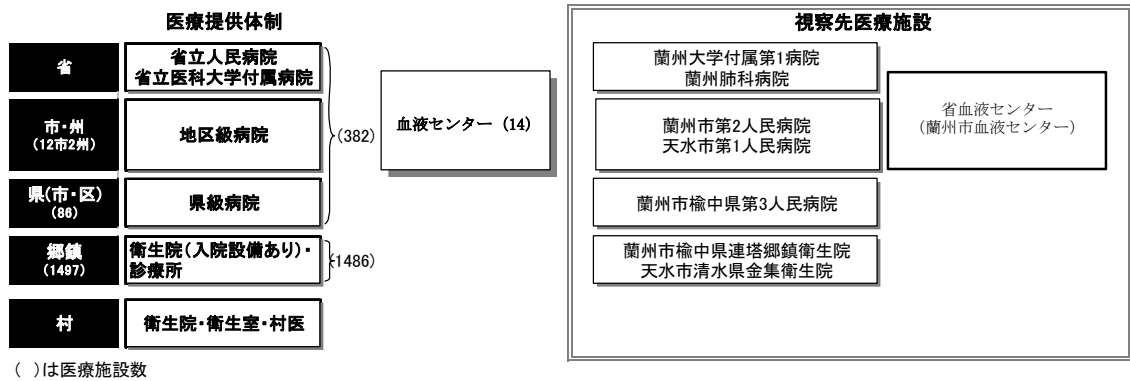 医療提供体制
視察先医療施設
省
省立人民病院
省立医科大学付属病院
市・州
(12市2州)
地区級病院
(382)
血液センター（14）
県(市・区)
(86)
県級病院
郷鎮
(1497)
衛生院(入院設備あり)・
診療所
(1486)
村
衛生院・衛生室・村医
蘭州大学付属第1病院
蘭州肺科病院
蘭州市第2人民病院
天水市第1人民病院
省血液センター
（蘭州市血液センター）
蘭州市楡中県第3人民病院
蘭州市楡中県連塔郷鎮衛生院
天水市清水県金集衛生院
( )は医療施設数